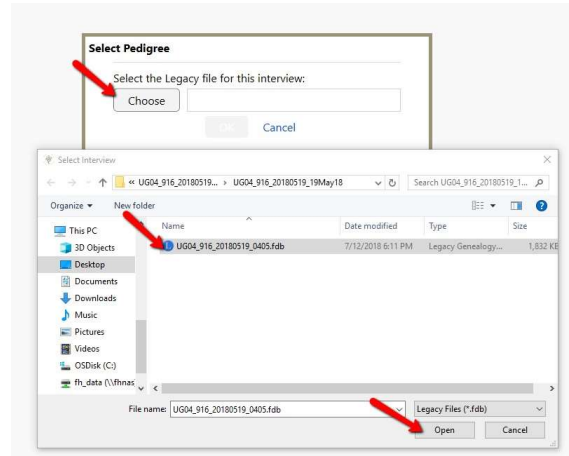 Select Pedigree
Select the Legacy file for this interview:
Choose
OK Cancel
Select Interview
« UG04_916_20180519... › UG04_916_20180519_19May18 Search UG04_916_20180519_1...
Organize New folder
Name Date modified Type Size
This PC
3D Objects
Desktop
Documents
Downloads
Music
Pictures
Videos
OSDisk (C:)
fh_data (\\fhnas
UG04_916_20180519_0405.fdb 7/12/2018 6:11 PM Legacy Genealogy... 1,832 KB
File name: UG04_916_20180519_0405.fdb Legacy Files (*.fdb)
Open Cancel